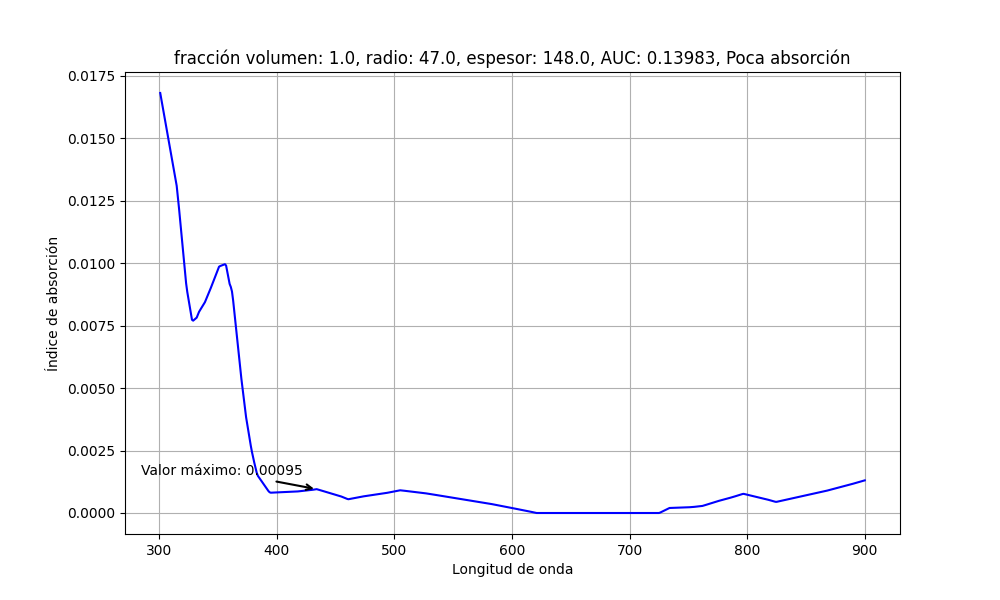 fracción volumen: 1.0, radio: 47.0, espesor: 148.0, AUC: 0.13983, Poca absorción
0.0175
0.0150
0.0125
0.0100
0.0075
0.0050
0.0025
0.0000
Índice de absorción
Valor máximo: 0.00095
300 400 500 600 700 800 900
Longitud de onda